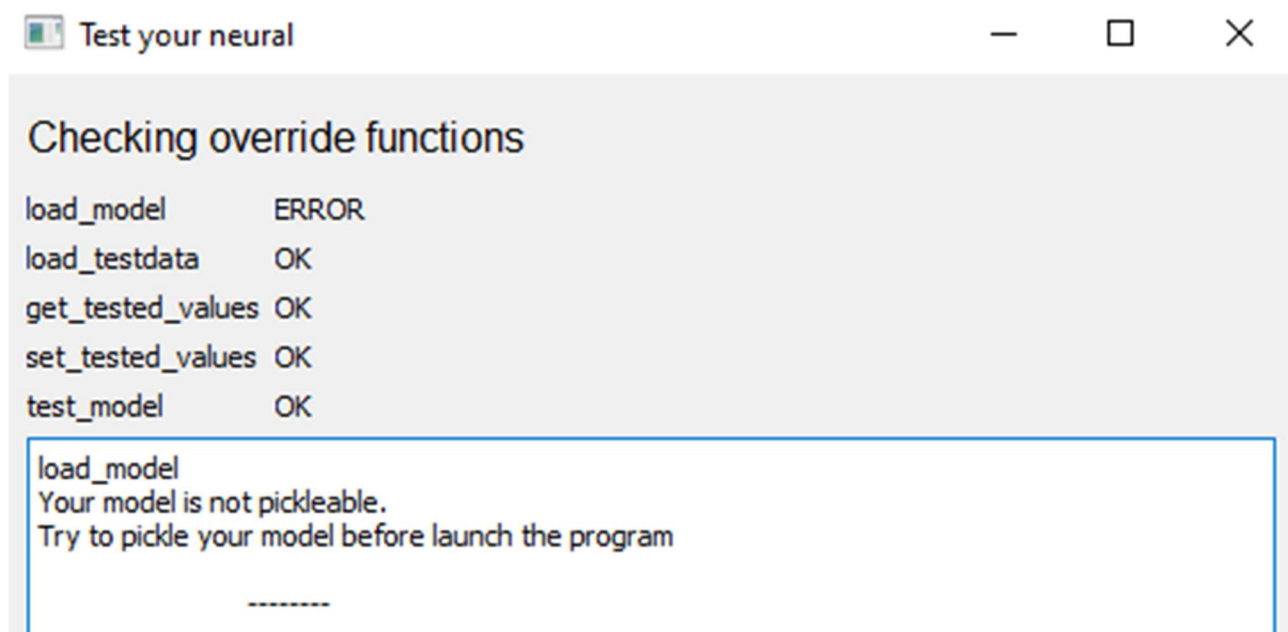 Test your neural
Checking override functions
load_model ERROR
load_testdata OK
get_tested_values OK
set_tested_values OK
test_model OK
load_model
Your model is not pickleable.
Try to pickle your model before launch the program
--------